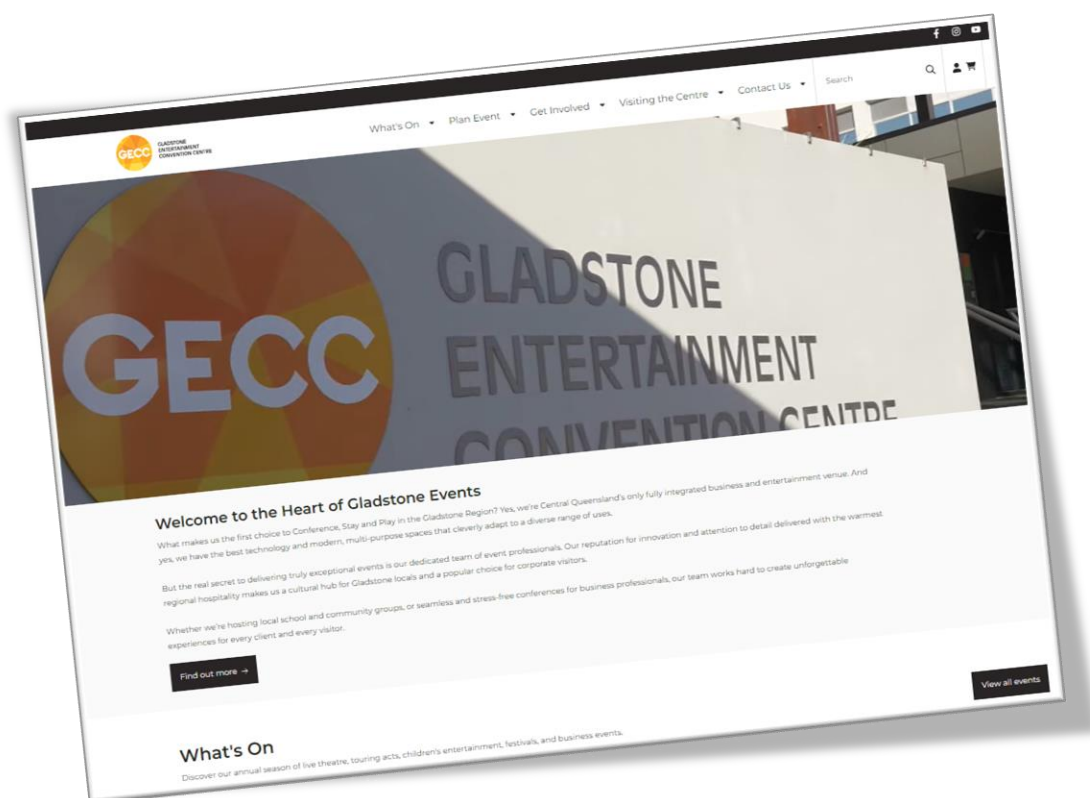 What's On Plan Event Get Involved Visiting the Centre Contact Us Search
GECC
GLADSTONE
ENTERTAINMENT
CONVENTION CENTRE
GECC
GLADSTONE
ENTERTAINMENT
CONVENTION CENTRE
Welcome to the Heart of Gladstone Events
What makes us the first choice to Conference, Stay and Play in the Gladstone Region? Yes, we're Central Queensland's only fully integrated business and entertainment venue. And
yes, we have the best technology and modern, multi-purpose spaces that cleverly adapt to a diverse range of uses.
But the real secret to delivering truly exceptional events is our dedicated team of event professionals. Our reputation for innovation and attention to detail delivered with the warmest
regional hospitality makes us a cultural hub for Gladstone locals and a popular choice for corporate visitors.
Whether we're hosting local school and community groups, or seamless and stress-free conferences for business professionals, our team works hard to create unforgettable
experiences for every client and every visitor.
Find out more →
View all events
What's On
Discover our annual season of live theatre, touring acts, children's entertainment, festivals, and business events.